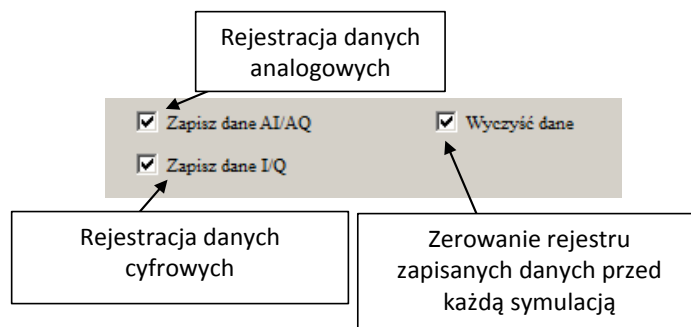 Rejestracja danych
analogowych
Zapisz dane AI/AQ
Wyczyść dane
Zapisz dane I/Q
Rejestracja danych
cyfrowych
Zerowanie rejestru
zapisanych danych przed
każdą symulacją